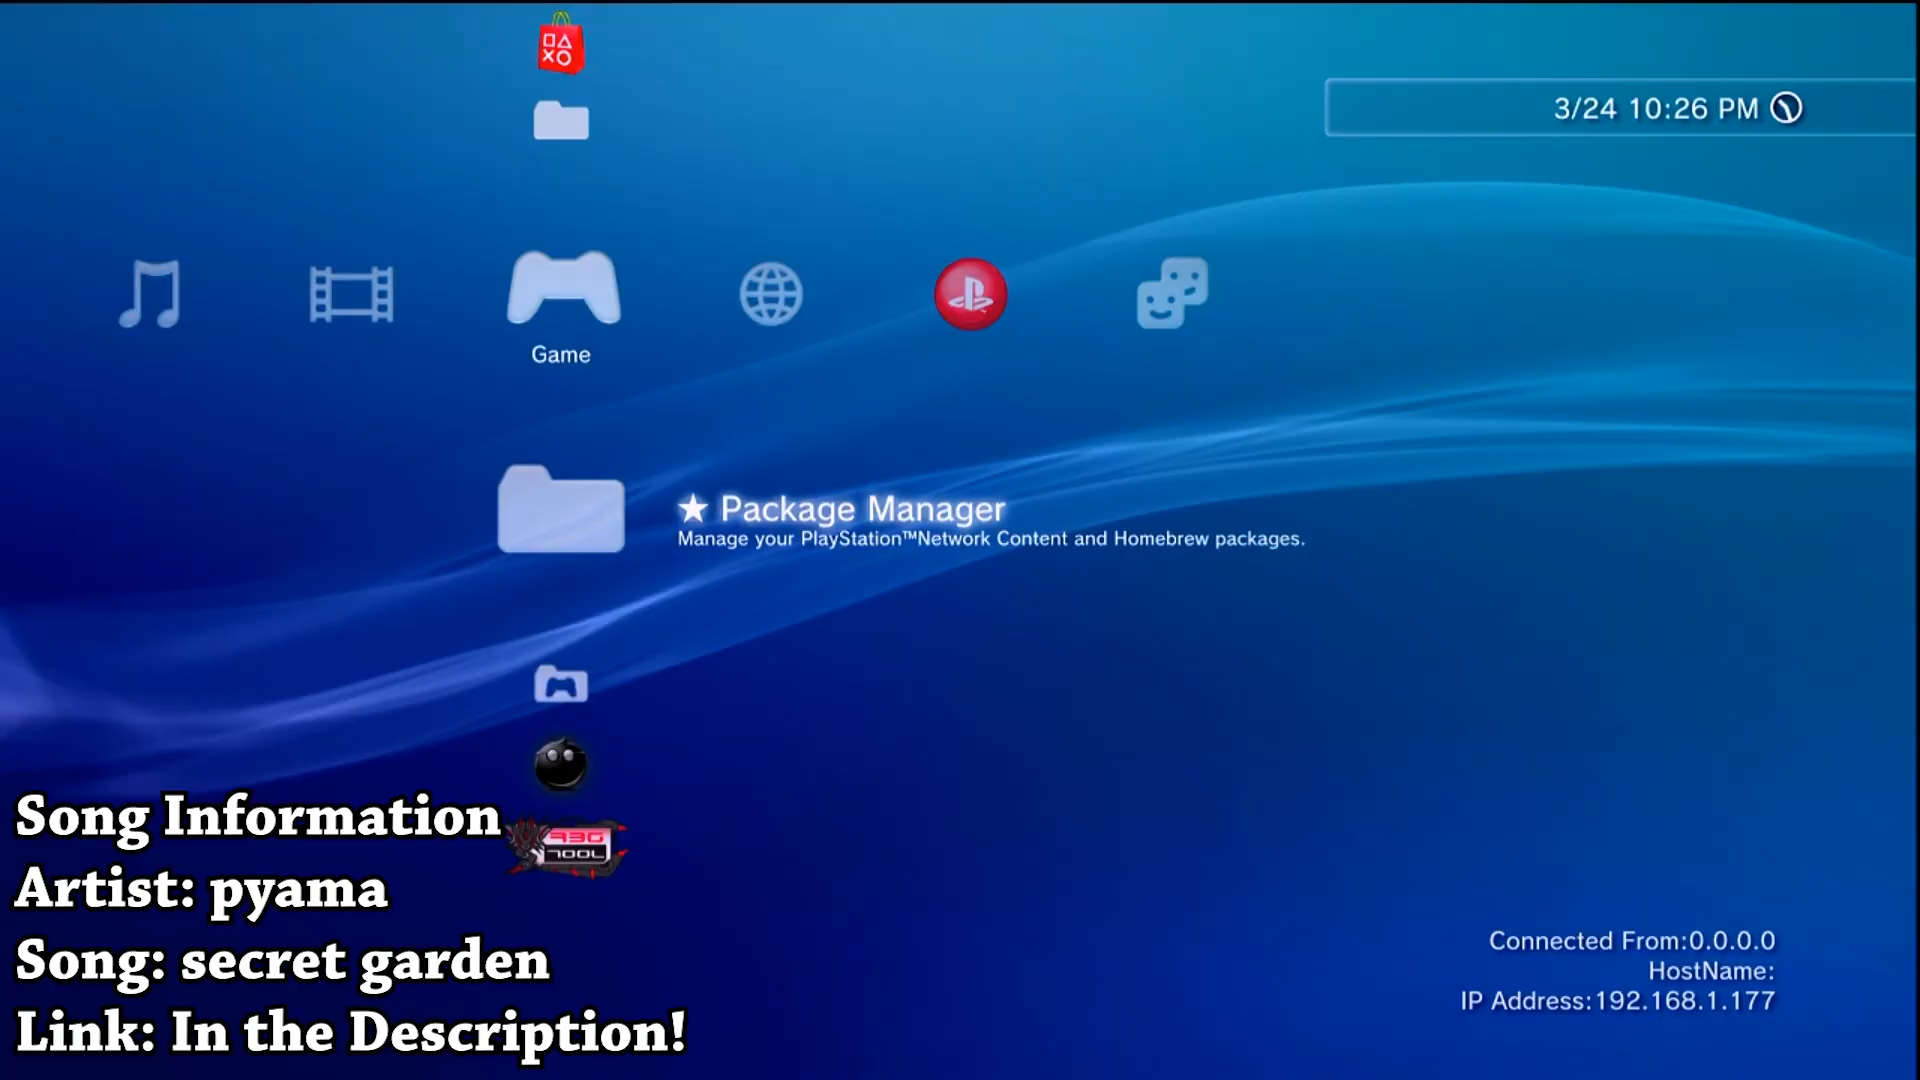 3/24 10:26 PM
Game
★ Package Manager
Manage your PlayStation™Network Content and Homebrew packages.
Song Information
Artist: pyama
Song: secret garden
Link: In the Description!
TOOL
Connected From:0.0.0.0
HostName:
IP Address:192.168.1.177